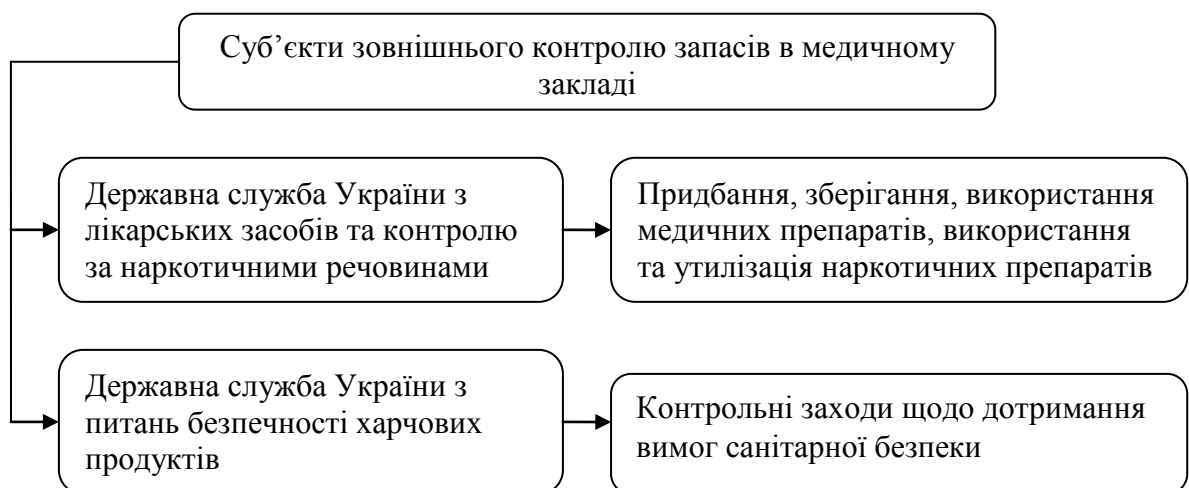 Суб’єкти зовнішнього контролю запасів в медичному
закладі
Державна служба України з
лікарських засобів та контролю
за наркотичними речовинами
Придбання, зберігання, використання
медичних препаратів, використання
та утилізація наркотичних препаратів
Державна служба України з
питань безпечності харчових
продуктів
Контрольні заходи щодо дотримання
вимог санітарної безпеки